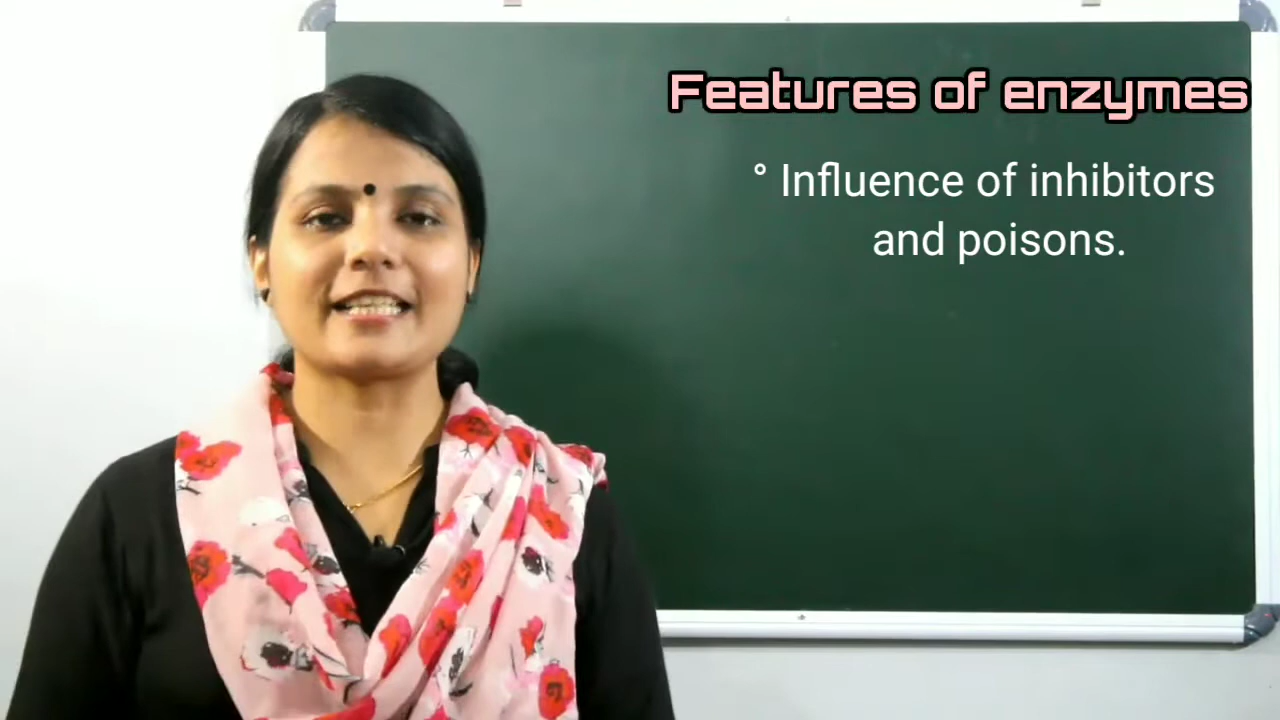 Features of enzymes
° Influence of inhibitors
and poisons.